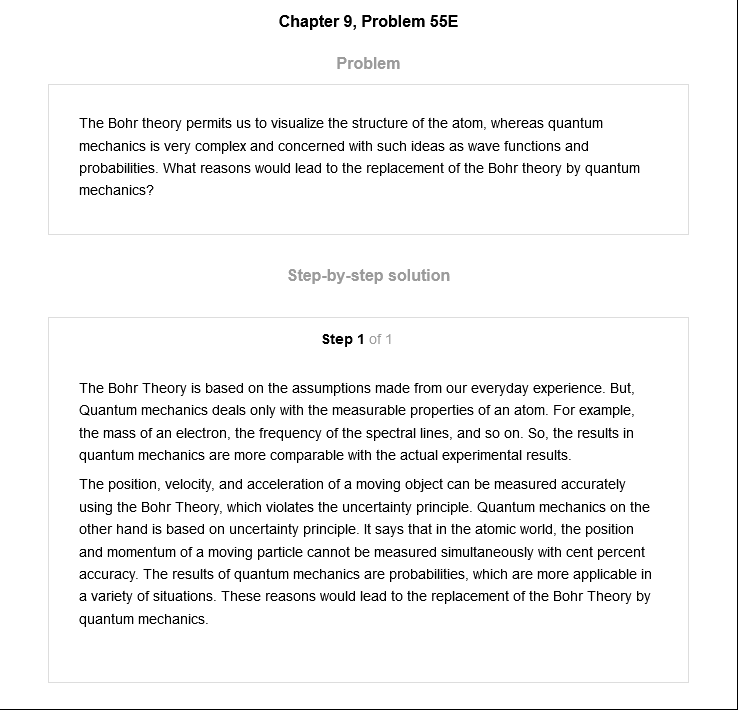 Chapter 9, Problem 55E
Problem
The Bohr theory permits us to visualize the structure of the atom, whereas quantum
mechanics is very complex and concerned with such ideas as wave functions and
probabilities. What reasons would lead to the replacement of the Bohr theory by quantum
mechanics?
Step-by-step solution
Step 1 of 1
The Bohr Theory is based on the assumptions made from our everyday experience. But,
Quantum mechanics deals only with the measurable properties of an atom. For example,
the mass of an electron, the frequency of the spectral lines, and so on. So, the results in
quantum mechanics are more comparable with the actual experimental results.
The position, velocity, and acceleration of a moving object can be measured accurately
using the Bohr Theory, which violates the uncertainty principle. Quantum mechanics on the
other hand is based on uncertainty principle. It says that in the atomic world, the position
and momentum of a moving particle cannot be measured simultaneously with cent percent
accuracy. The results of quantum mechanics are probabilities, which are more applicable in
a variety of situations. These reasons would lead to the replacement of the Bohr Theory by
quantum mechanics.